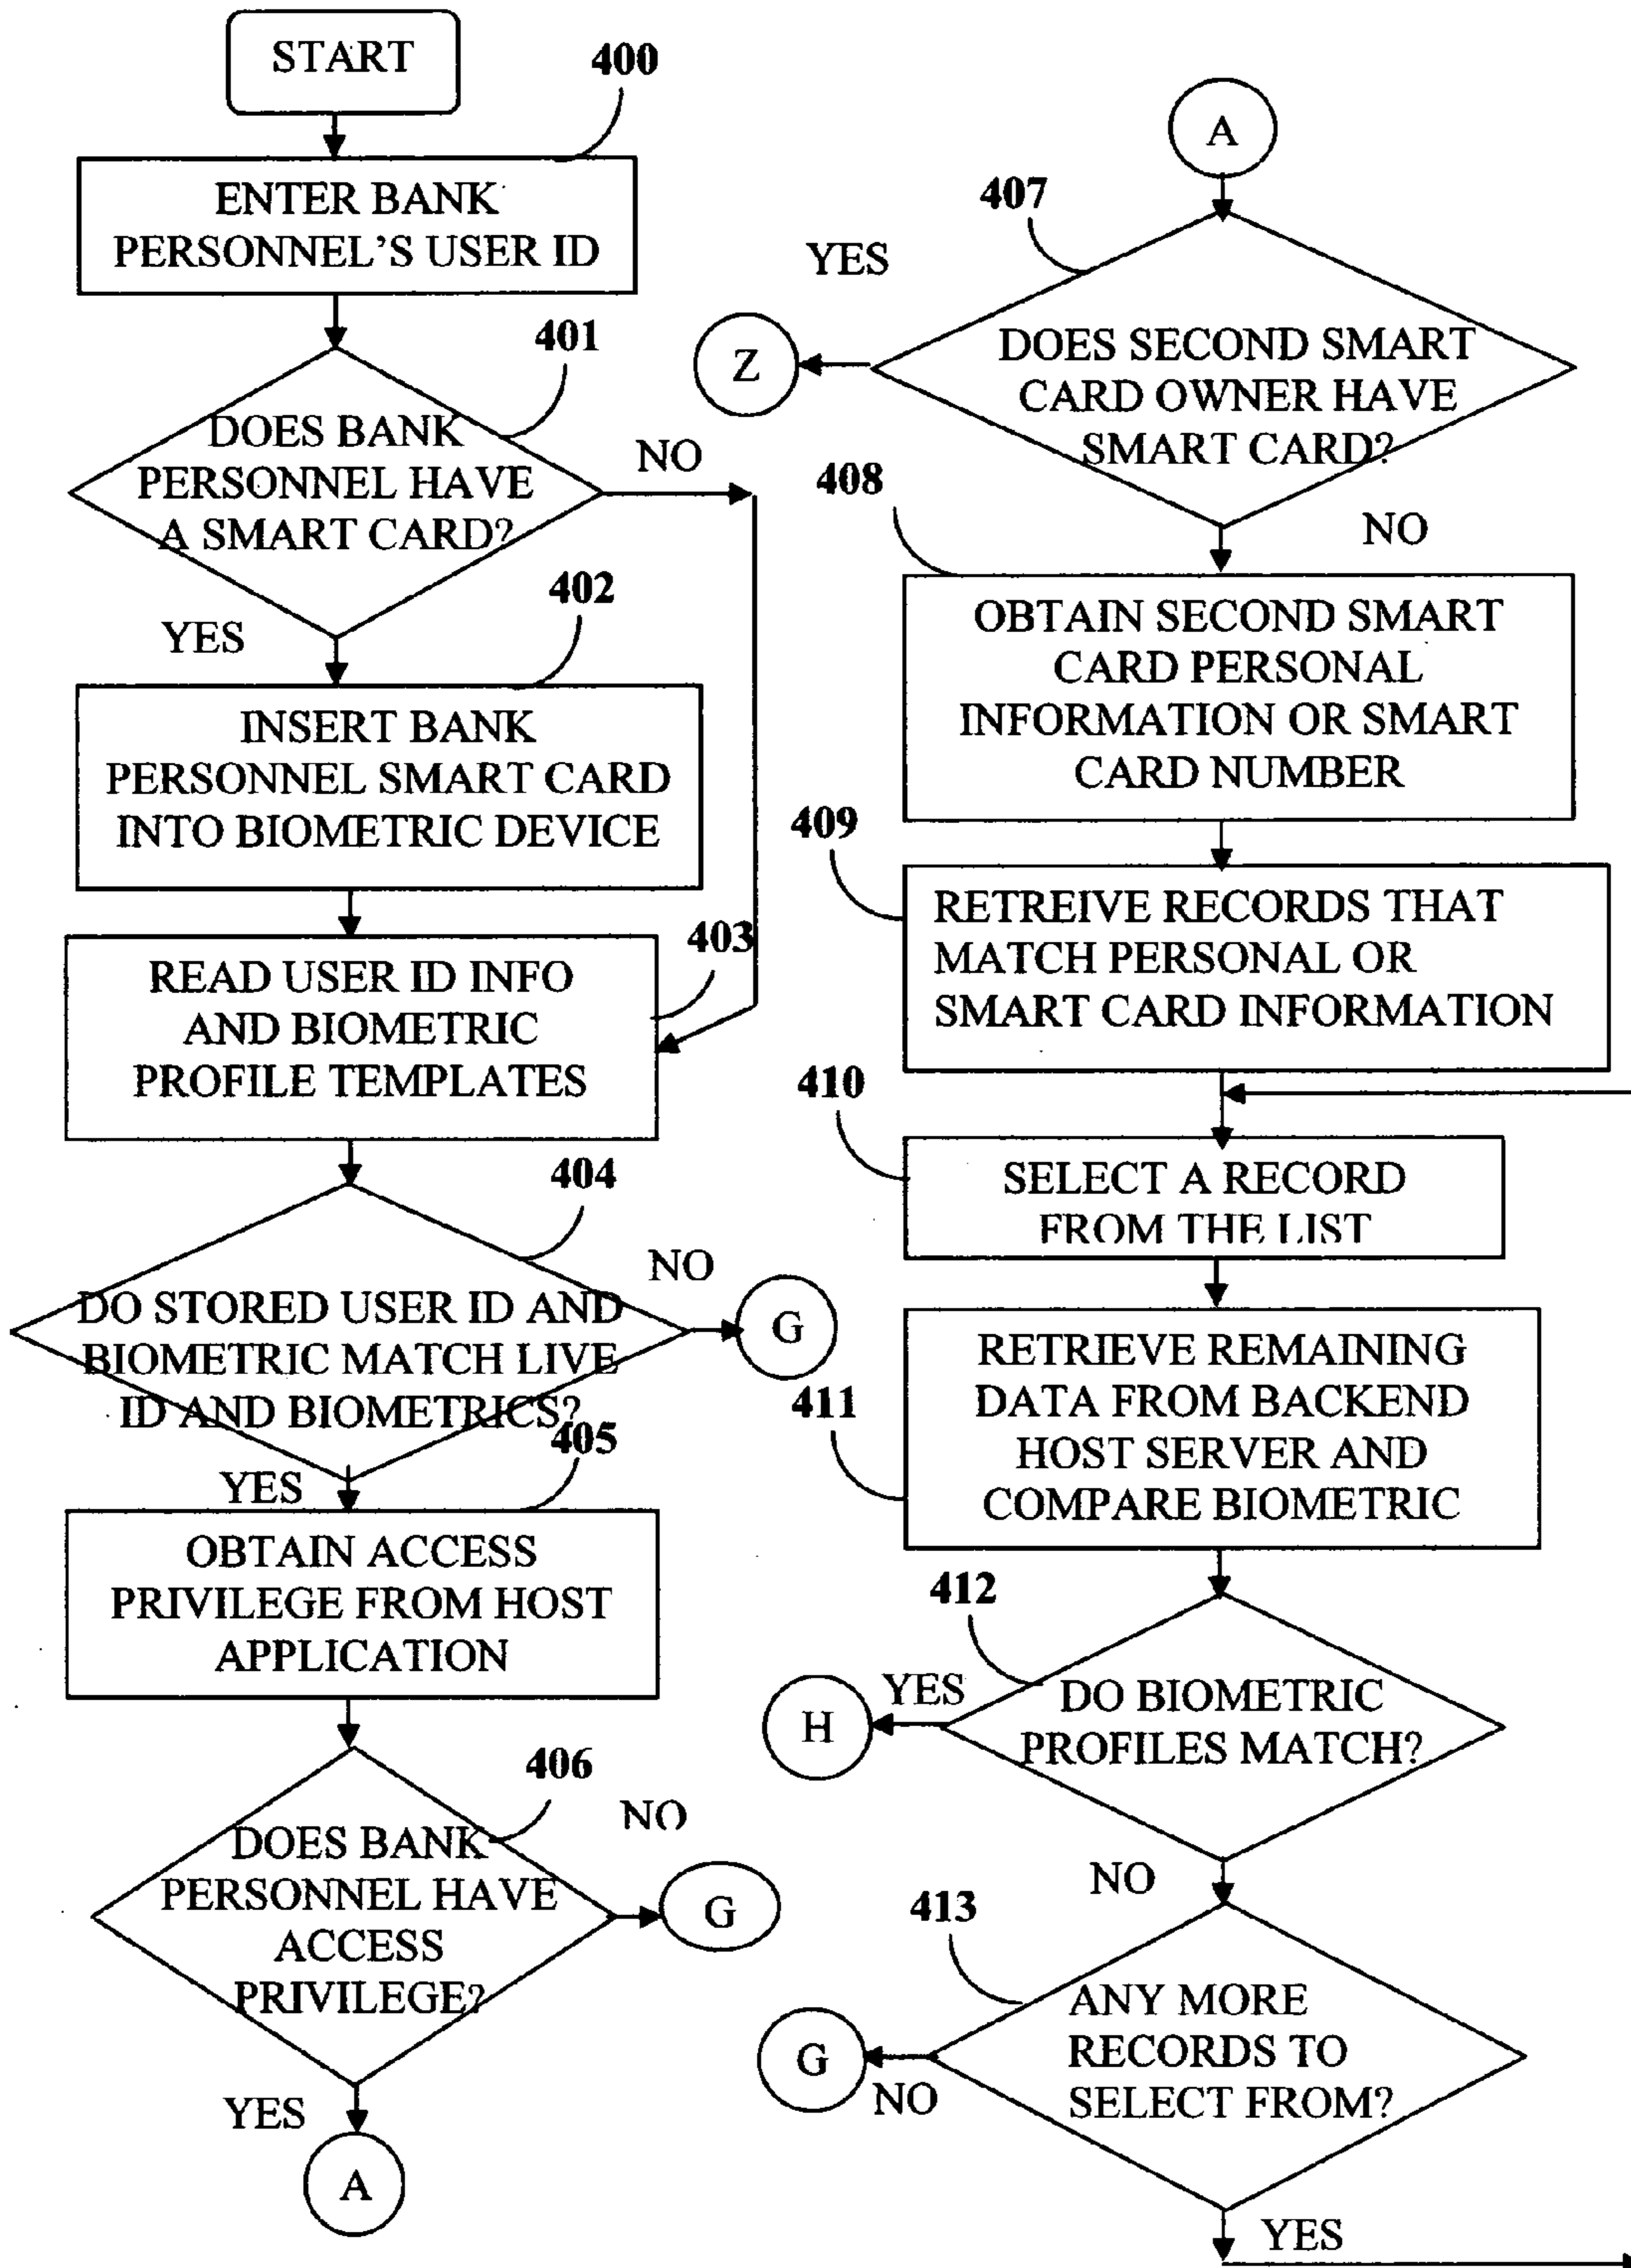 START
400
ENTER BANK
PERSONNEL'S USER ID
401
DOES BANK
PERSONNEL HAVE
A SMART CARD?
NO
YES
402
INSERT BANK
PERSONNEL SMART CARD
INTO BIOMETRIC DEVICE
403
READ USER ID INFO
AND BIOMETRIC
PROFILE TEMPLATES
404
DO STORED USER ID AND
BIOMETRIC MATCH LIVE
ID AND BIOMETRICS?
NO
G
YES
405
OBTAIN ACCESS
PRIVILEGE FROM HOST
APPLICATION
406
DOES BANK
PERSONNEL HAVE
ACCESS
PRIVILEGE?
NO
G
YES
A
A
407
YES
Z
DOES SECOND SMART
CARD OWNER HAVE
SMART CARD?
NO
408
OBTAIN SECOND SMART
CARD PERSONAL
INFORMATION OR SMART
CARD NUMBER
409
RETREIVE RECORDS THAT
MATCH PERSONAL OR
SMART CARD INFORMATION
410
SELECT A RECORD
FROM THE LIST
411
RETRIEVE REMAINING
DATA FROM BACKEND
HOST SERVER AND
COMPARE BIOMETRIC
412
YES
H
DO BIOMETRIC
PROFILES MATCH?
NO
413
ANY MORE
RECORDS TO
SELECT FROM?
G
NO
YES